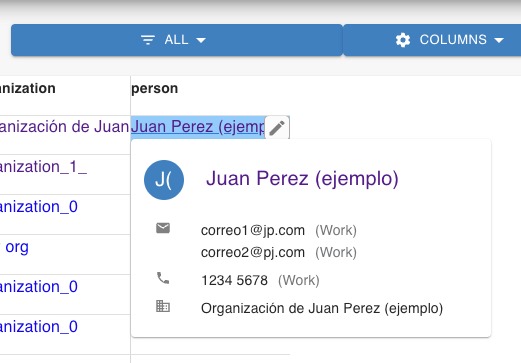 ALL
COLUMNS
anization
person
anización de Juan
Juan Perez (ejemp
J(
Juan Perez (ejemplo)
anization_1_
correo1@jp.com (Work)
anization_0
correo2@pj.com (Work)
org
1234 5678 (Work)
anization_0
Organización de Juan Perez (ejemplo)
anization_0